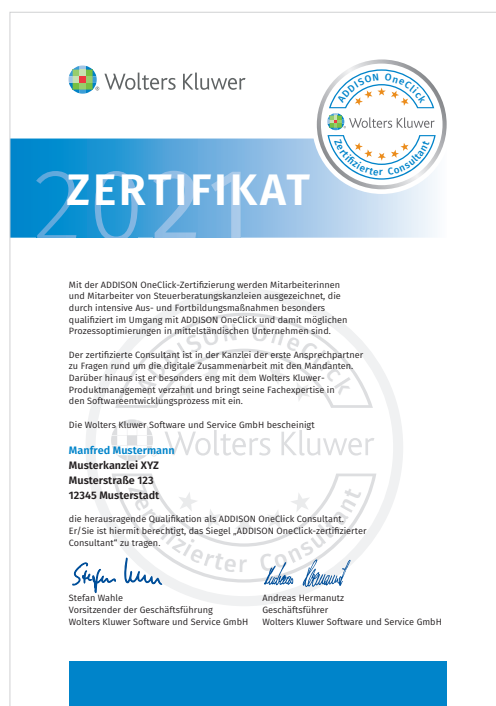 Wolters Kluwer
ADDISON OneClick
Wolters Kluwer
Zertifizierter Consultant
2021
ZERTIFIKAT
Mit der ADDISON OneClick-Zertifizierung werden Mitarbeiterinnen
und Mitarbeiter von Steuerberatungskanzleien ausgezeichnet, die
durch intensive Aus- und Fortbildungsmaßnahmen besonders
qualifiziert im Umgang mit ADDISON OneClick und damit möglichen
Prozessoptimierungen in mittelständischen Unternehmen sind.
Der zertifizierte Consultant ist in der Kanzlei der erste Ansprechpartner
zu Fragen rund um die digitale Zusammenarbeit mit den Mandanten.
Darüber hinaus ist er besonders eng mit dem Wolters Kluwer-
Produktmanagement verzahnt und bringt seine Fachexpertise in
den Softwareentwicklungsprozess mit ein.
Die Wolters Kluwer Software und Service GmbH bescheinigt
Manfred Mustermann
Musterkanzlei XYZ
Musterstraße 123
12345 Musterstadt
die herausragende Qualifikation als ADDISON OneClick Consultant.
Er/Sie ist hiermit berechtigt, das Siegel „ADDISON OneClick-zertifizierter
Consultant“ zu tragen.
ADDISON OneClick
Wolters Kluwer
Zertifizierter Consultant
Stefan Wahle
Vorsitzender der Geschäftsführung
Wolters Kluwer Software und Service GmbH
Andreas Hermanutz
Geschäftsführer
Wolters Kluwer Software und Service GmbH